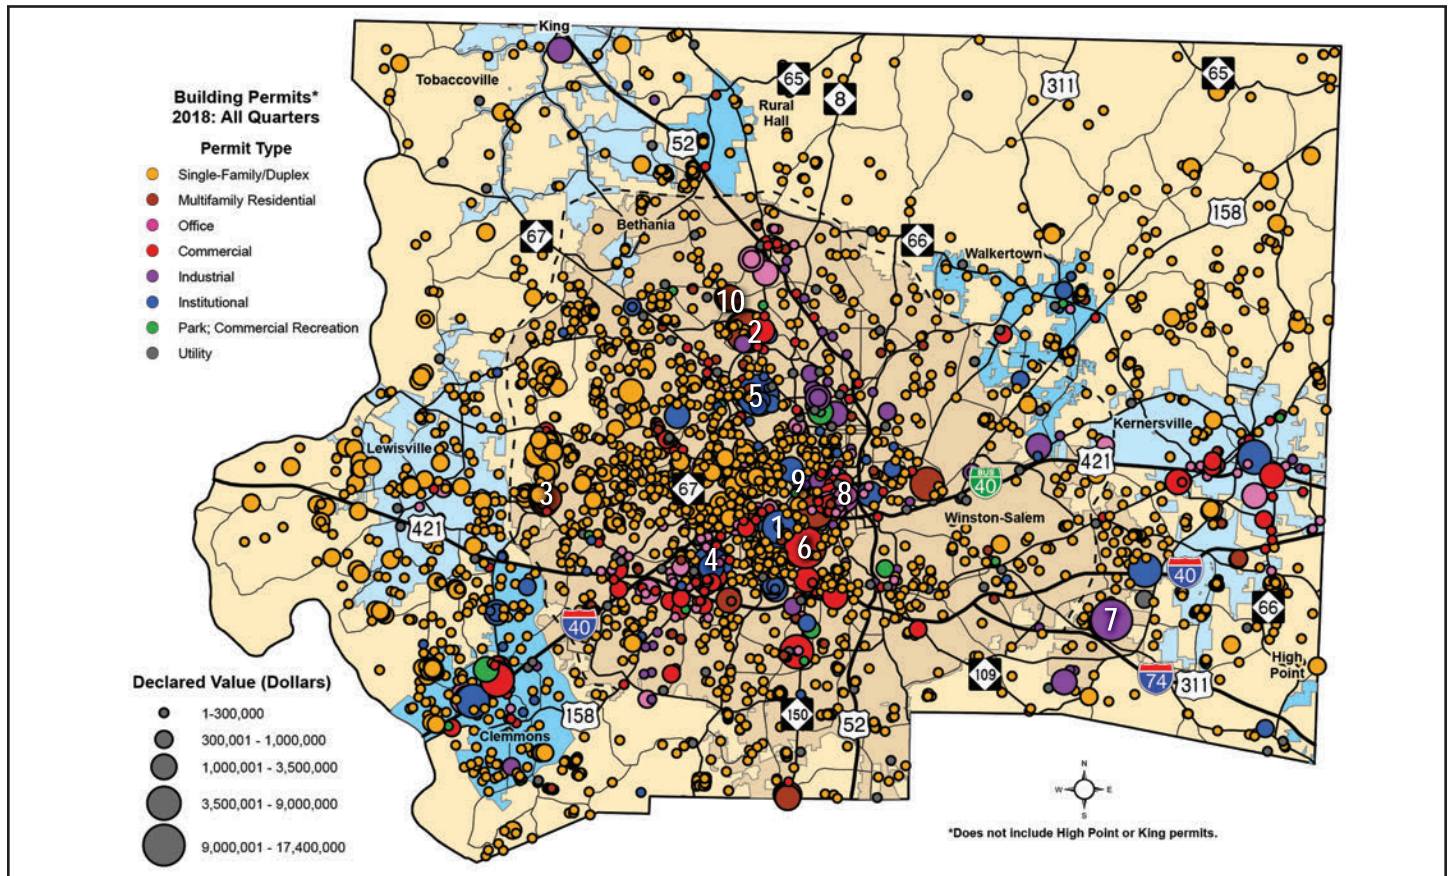 Building Permits*
2018: All Quarters
Permit Type
Single-Family/Duplex
Multifamily Residential
Office
Commercial
Industrial
Institutional
Park; Commercial Recreation
Utility
King
Tobaccoville
65
8
Rural
Hall
311
65
52
158
67
Bethania
66
Walkertown
10
2
5
Lewisville
Kernersville
421
3
67
9
8
BUS
40
421
1
6
4
Winston-Salem
40
40
7
66
109
74
311
High
Point
158
150
52
Clemmons
Declared Value (Dollars)
1-300,000
300,001 - 1,000,000
1,000,001 - 3,500,000
3,500,001 - 9,000,000
9,000,001 - 17,400,000
N
W
E
S
*Does not include High Point or King permits.